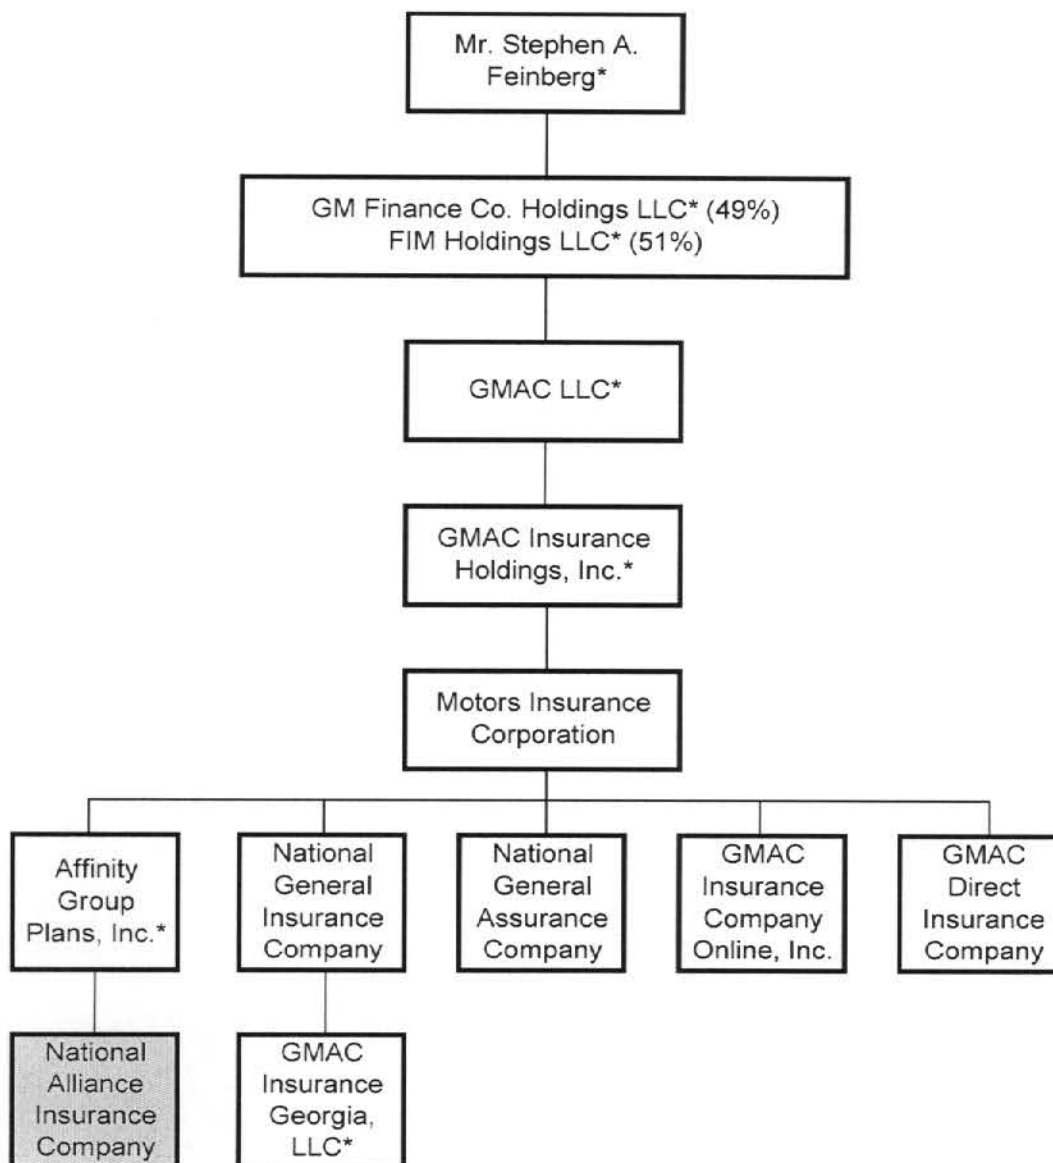 Mr. Stephen A.
Feinberg*
GM Finance Co. Holdings LLC* (49%)
FIM Holdings LLC* (51%)
GMAC LLC*
GMAC Insurance
Holdings, Inc.*
Motors Insurance
Corporation
Affinity
Group
Plans, Inc.*
National
General
Insurance
Company
National
General
Assurance
Company
GMAC
Insurance
Company
Online, Inc.
GMAC
Direct
Insurance
Company
National
Alliance
Insurance
Company
GMAC
Insurance
Georgia,
LLC*